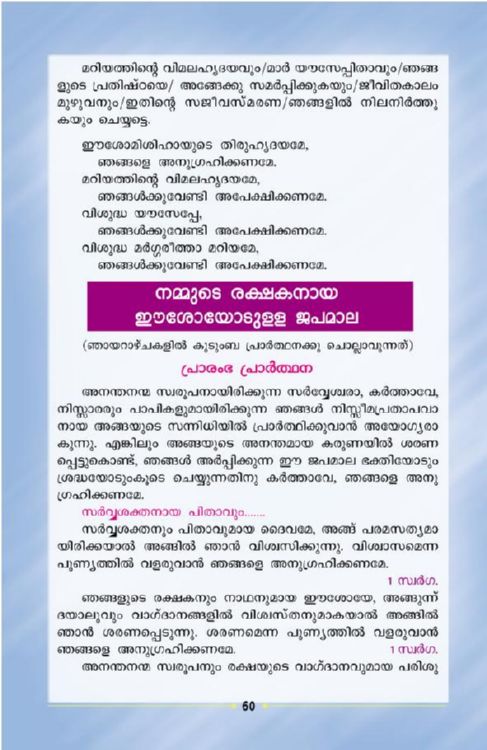 മറിയത്തിന്റെ വിമലഹൃദയവും/മാർ യൗസേപ്പിതാവും/ഞങ്ങ
ളുടെ പ്രതിഷ്ഠയെ/ അങ്ങേക്കു സമർപ്പിക്കുകയും/ജീവിതകാലം
മുഴുവനും/ഇതിന്റെ സജീവസ്മരണ/ഞങ്ങളിൽ നിലനിർത്തു
കയും ചെയ്യട്ടെ.
ഈശോമിശിഹായുടെ തിരുഹൃദയമേ,
ഞങ്ങളെ അനുഗ്രഹിക്കണമേ.
മറിയത്തിന്റെ വിമലഹൃദയമേ,
ഞങ്ങൾക്കുവേണ്ടി അപേക്ഷിക്കണമേ.
വിശുദ്ധ യൗസേപ്പേ,
ഞങ്ങൾക്കുവേണ്ടി അപേക്ഷിക്കണമേ.
വിശുദ്ധ മർഗ്ഗരീത്താ മറിയമേ,
ഞങ്ങൾക്കുവേണ്ടി അപേക്ഷിക്കണമേ.
നമ്മുടെ രക്ഷകനായ
ഈശോയോടുളള ജപമാല
(ഞായറാഴ്ചകളിൽ കുടുംബ പ്രാർത്ഥനക്കു ചൊല്ലാവുന്നത്)
പ്രാരംഭ പ്രാർത്ഥന
അനന്തനന്മ സ്വരൂപനായിരിക്കുന്ന സർവ്വേശ്വരാ, കർത്താവേ,
നിസ്സാരരും പാപികളുമായിരിക്കുന്ന ഞങ്ങൾ നിസ്സീമപ്രതാപവാ
നായ അങ്ങയുടെ സന്നിധിയിൽ പ്രാർത്ഥിക്കുവാൻ അയോഗ്യരാ
കുന്നു. എങ്കിലും അങ്ങയുടെ അനന്തമായ കരുണയിൽ ശരണ
പ്പെട്ടുകൊണ്ട്, ഞങ്ങൾ അർപ്പിക്കുന്ന ഈ ജപമാല ഭക്തിയോടും
ശ്രദ്ധയോടുംകൂടെ ചെയ്യുന്നതിനു കർത്താവേ, ഞങ്ങളെ അനു
ഗ്രഹിക്കണമേ.
സർവ്വശക്തനായ പിതാവും.......
സർവ്വശക്തനും പിതാവുമായ ദൈവമേ, അങ്ങ് പരമസത്യമാ
യിരിക്കയാൽ അങ്ങിൽ ഞാൻ വിശ്വസിക്കുന്നു. വിശ്വാസമെന്ന
പുണ്യത്തിൽ വളരുവാൻ ഞങ്ങളെ അനുഗ്രഹിക്കണമേ.
1 സ്വർഗ.
ഞങ്ങളുടെ രക്ഷകനും നാഥനുമായ ഈശോയേ, അങ്ങുന്ന്
ദയാലുവും വാഗ്ദാനങ്ങളിൽ വിശ്വസ്തനുമാകയാൽ അങ്ങിൽ
ഞാൻ ശരണപ്പെടുന്നു. ശരണമെന്ന പുണ്യത്തിൽ വളരുവാൻ
ഞങ്ങളെ അനുഗ്രഹിക്കണമേ. 1 സ്വർഗ.
അനന്തനന്മ സ്വരൂപനും രക്ഷയുടെ വാഗ്ദാനവുമായ പരിശു
60